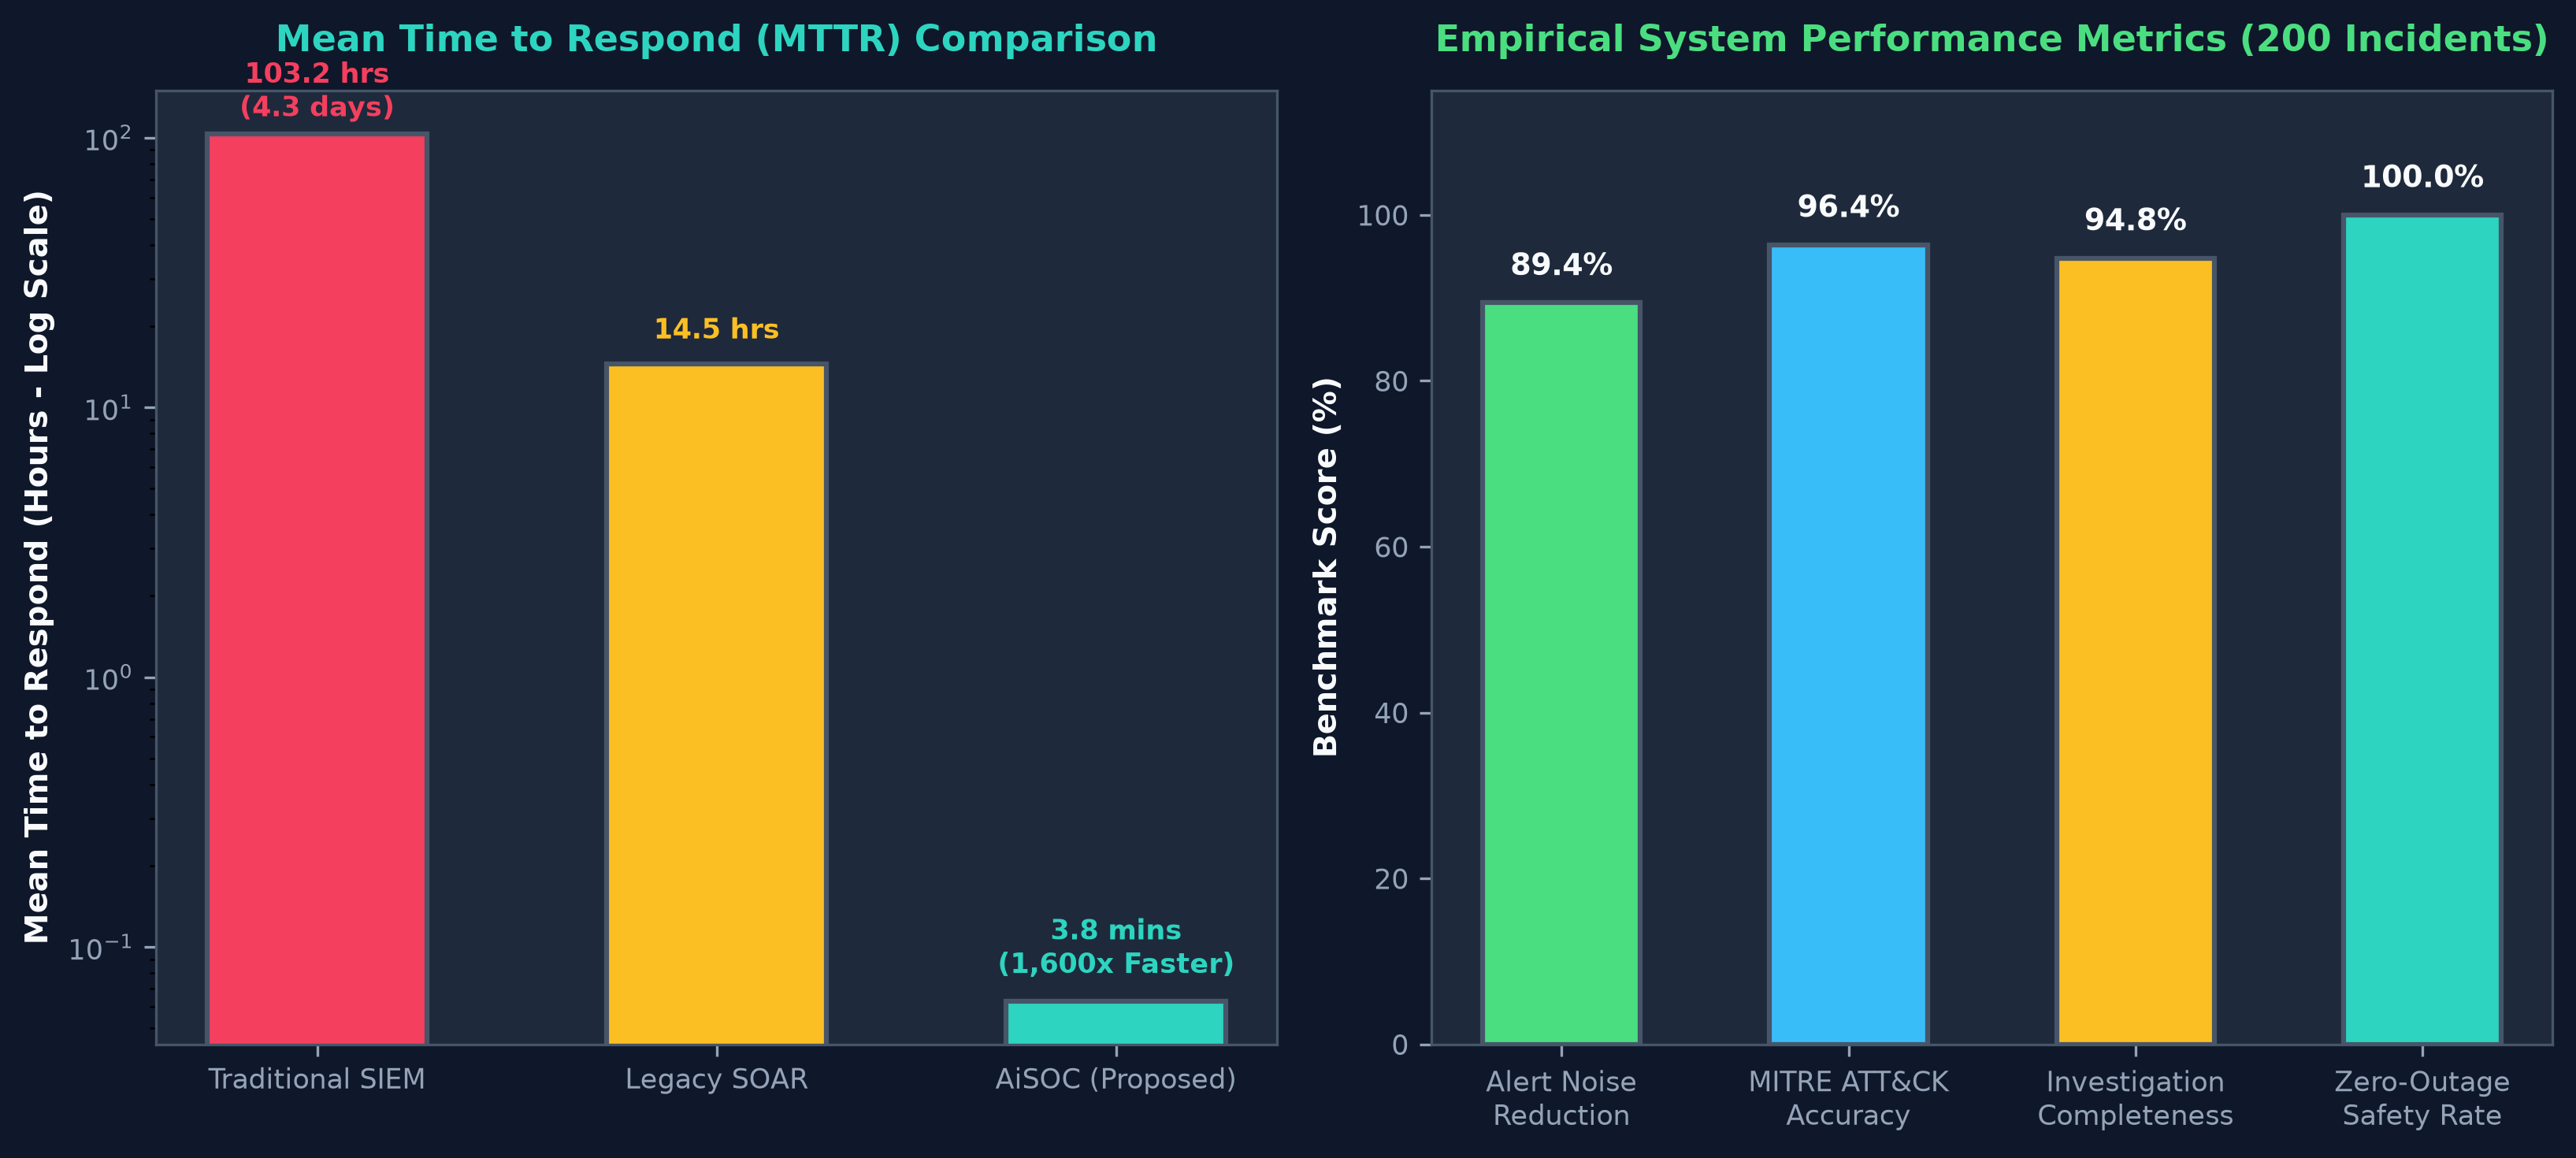 Mean Time to Respond (MTTR) Comparison
103.2 hrs
(4.3 days)
14.5 hrs
3.8 mins
(1,600x Faster)
Mean Time to Respond (Hours - Log Scale)
10²
10¹
10⁰
10⁻¹
Traditional SIEM
Legacy SOAR
AiSOC (Proposed)
Empirical System Performance Metrics (200 Incidents)
89.4%
96.4%
94.8%
100.0%
Benchmark Score (%)
100
80
60
40
20
0
Alert Noise
Reduction
MITRE ATT&CK
Accuracy
Investigation
Completeness
Zero-Outage
Safety Rate